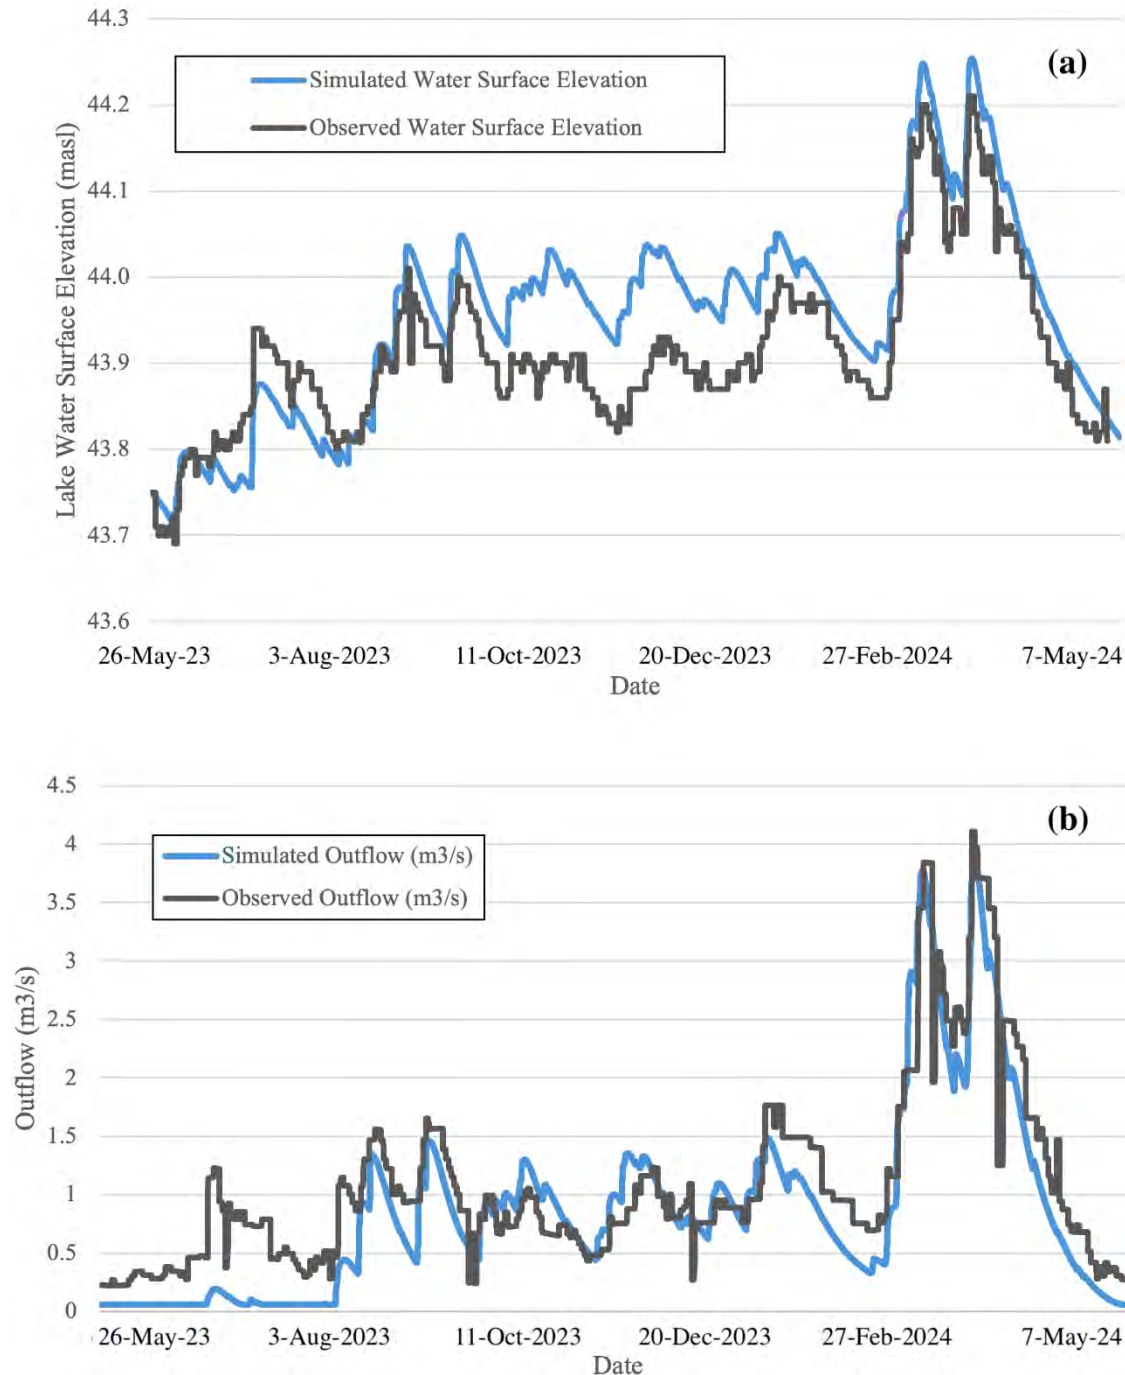 44.3
(a)
Simulated Water Surface Elevation
Observed Water Surface Elevation
44.2
44.1
44.0
43.9
43.8
43.7
43.6
Lake Water Surface Elevation (masl)
26-May-23 3-Aug-2023 11-Oct-2023 20-Dec-2023 27-Feb-2024 7-May-24
Date
4.5
(b)
Simulated Outflow (m3/s)
Observed Outflow (m3/s)
4
3.5
3
2.5
2
1.5
1
0.5
0
Outflow (m3/s)
26-May-23 3-Aug-2023 11-Oct-2023 20-Dec-2023 27-Feb-2024 7-May-24
Date